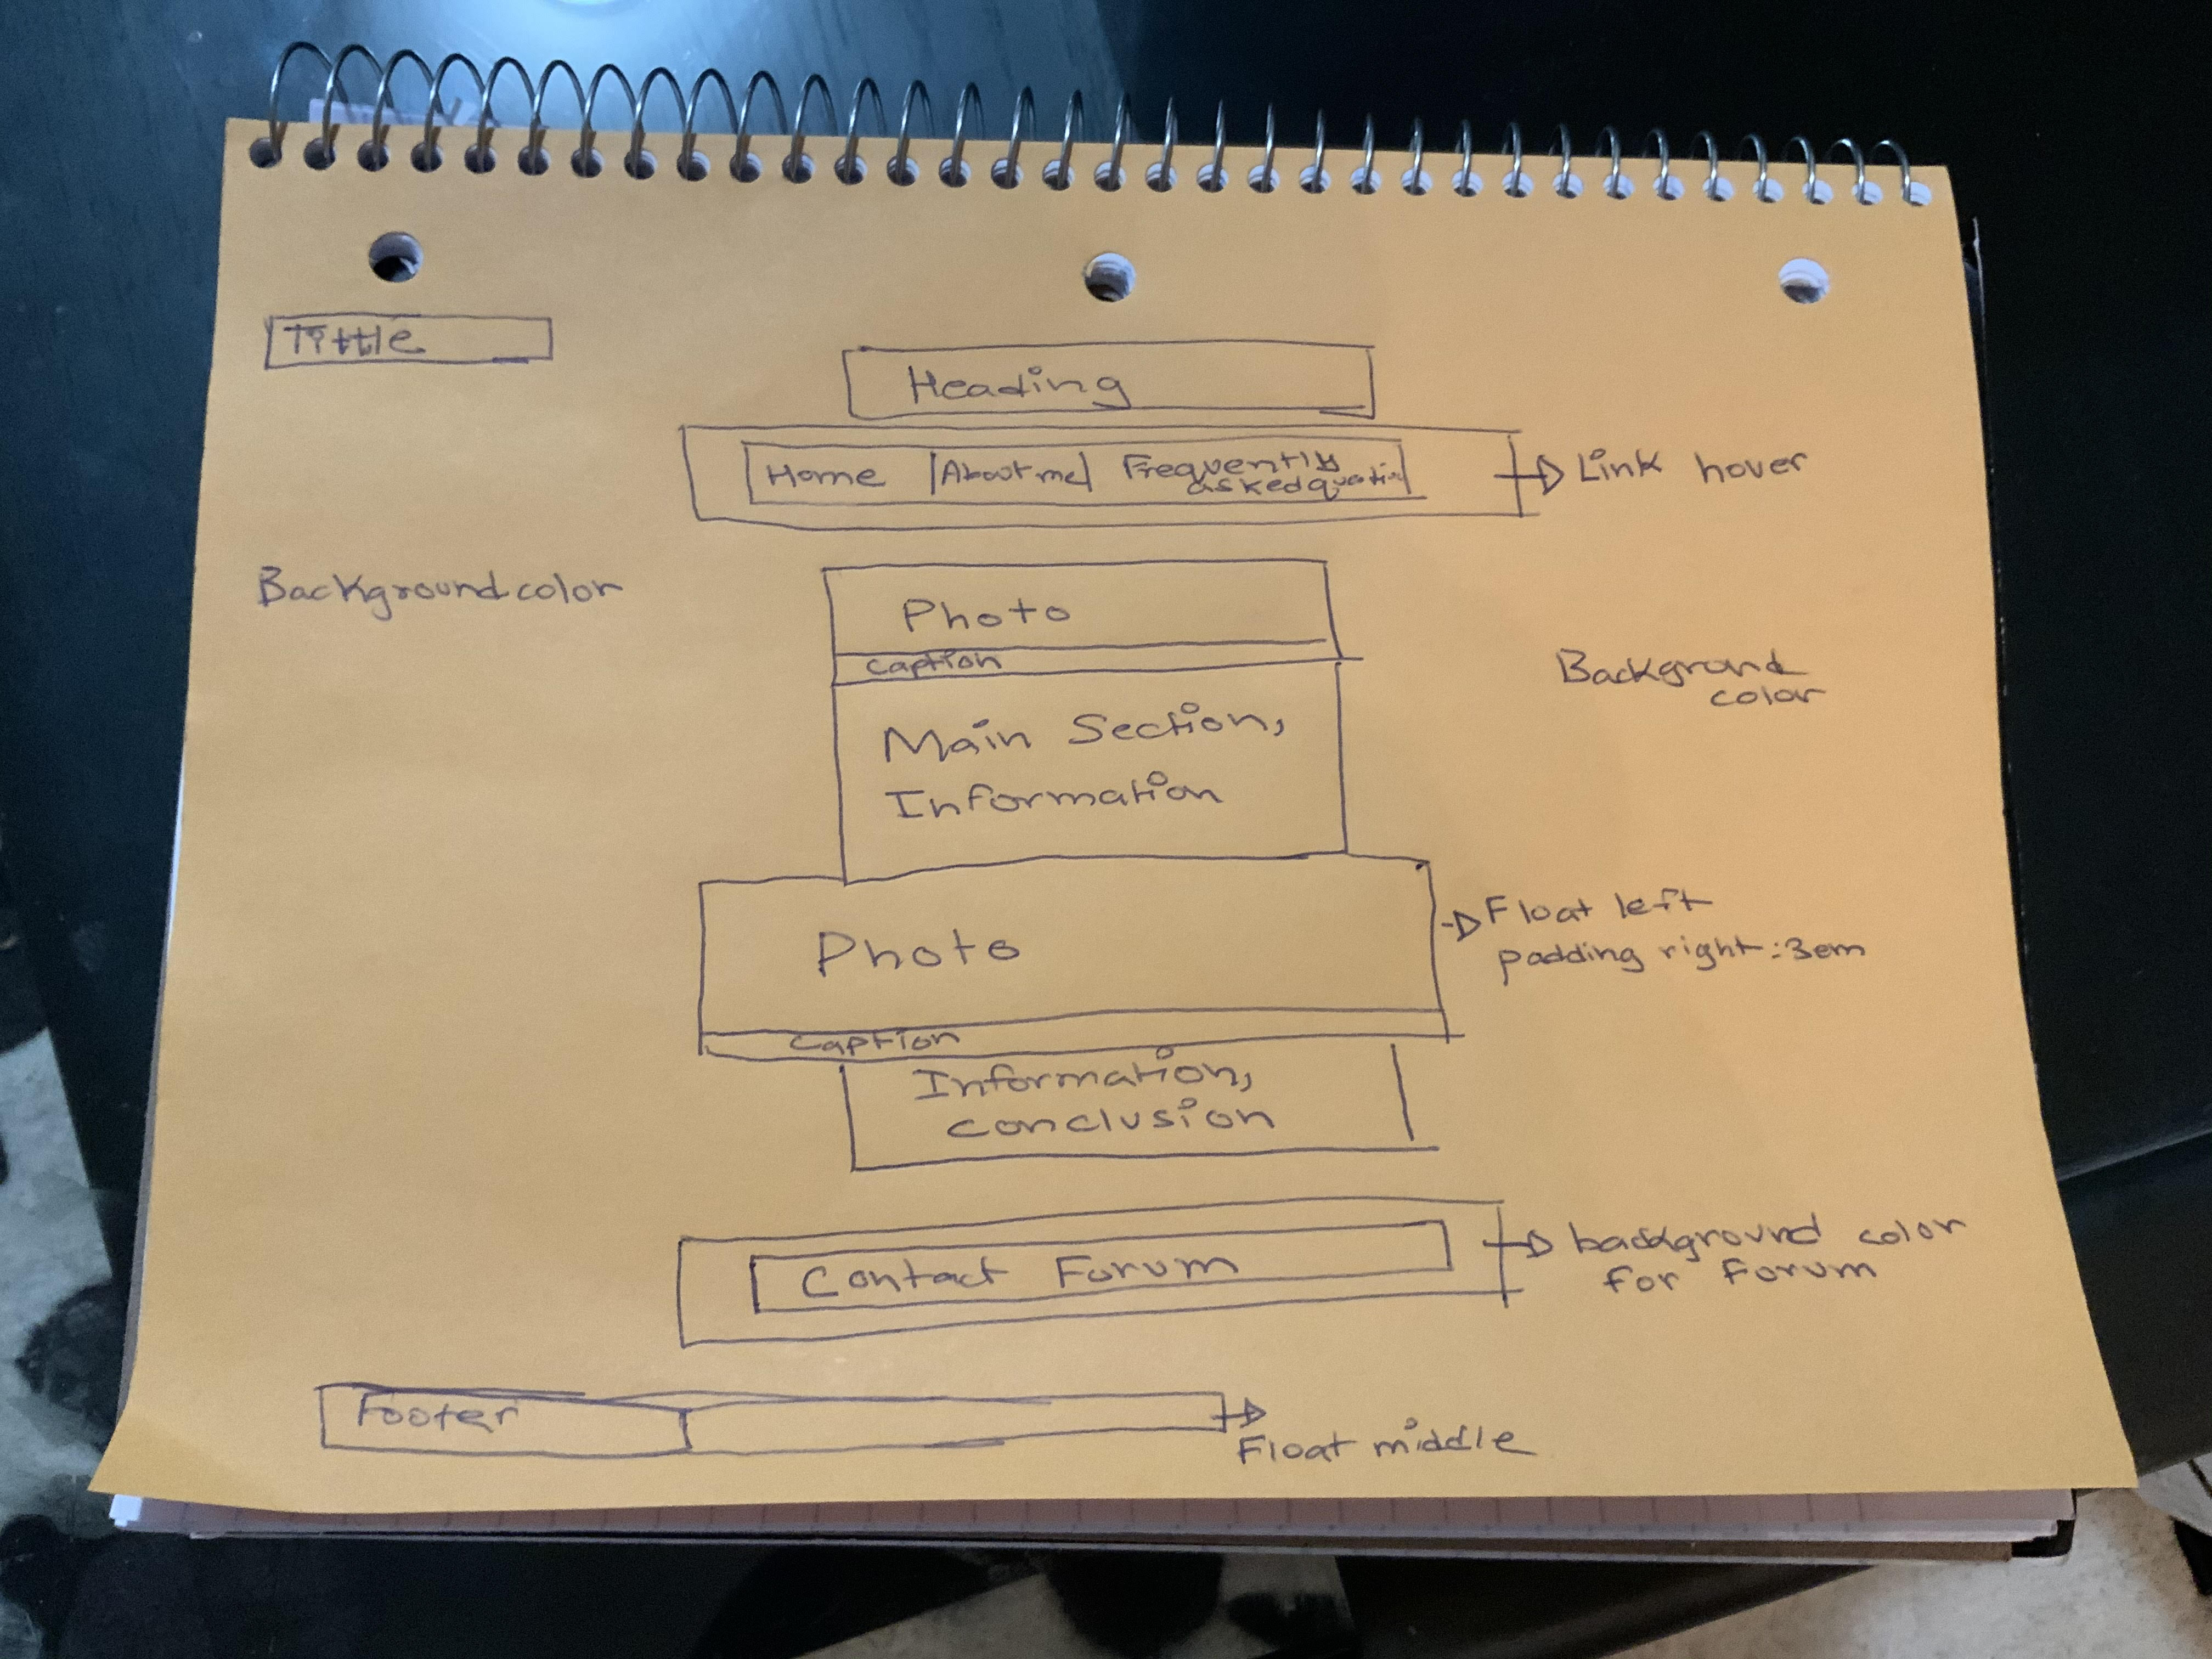 Tittle
Heading
Home | About me | Frequently
asked question
Link hover
Background color
Photo
Caption
Background
color
Main Section,
Information
Photo
Float left
padding right:3em
Caption
Information,
conclusion
Contact Forum
background color
for Forum
Footer
Float middle